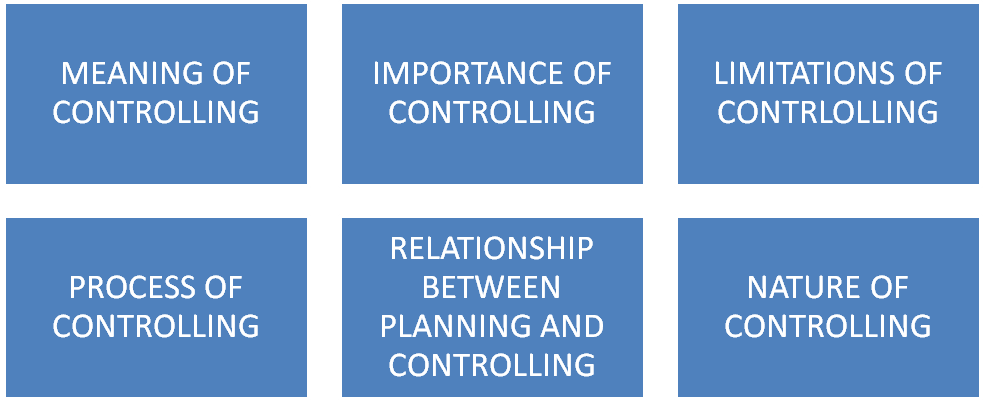 MEANING OF
CONTROLLING
IMPORTANCE OF
CONTROLLING
LIMITATIONS OF
CONTRLOLLING
PROCESS OF
CONTROLLING
RELATIONSHIP
BETWEEN
PLANNING AND
CONTROLLING
NATURE OF
CONTROLLING